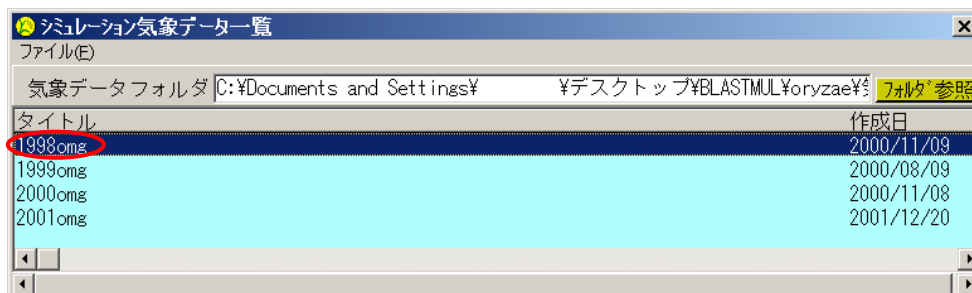 シミュレーション気象データ一覧
ファイル(F)
気象データフォルダ C:¥Documents and Settings¥ ¥デスクトップ¥BLASTMUL¥oryzae¥ フォルダ参照
タイトル 作成日
1998omg 2000/11/09
1999omg 2000/08/09
2000omg 2000/11/08
2001omg 2001/12/20